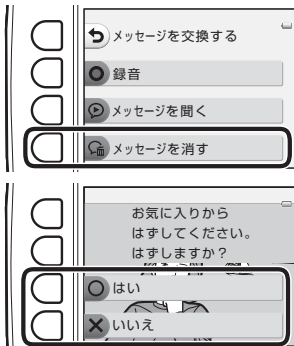 メッセージを交換する
録音
メッセージを聞く
メッセージを消す
お気に入りから
はずしてください。
はずしますか？
はい
いいえ